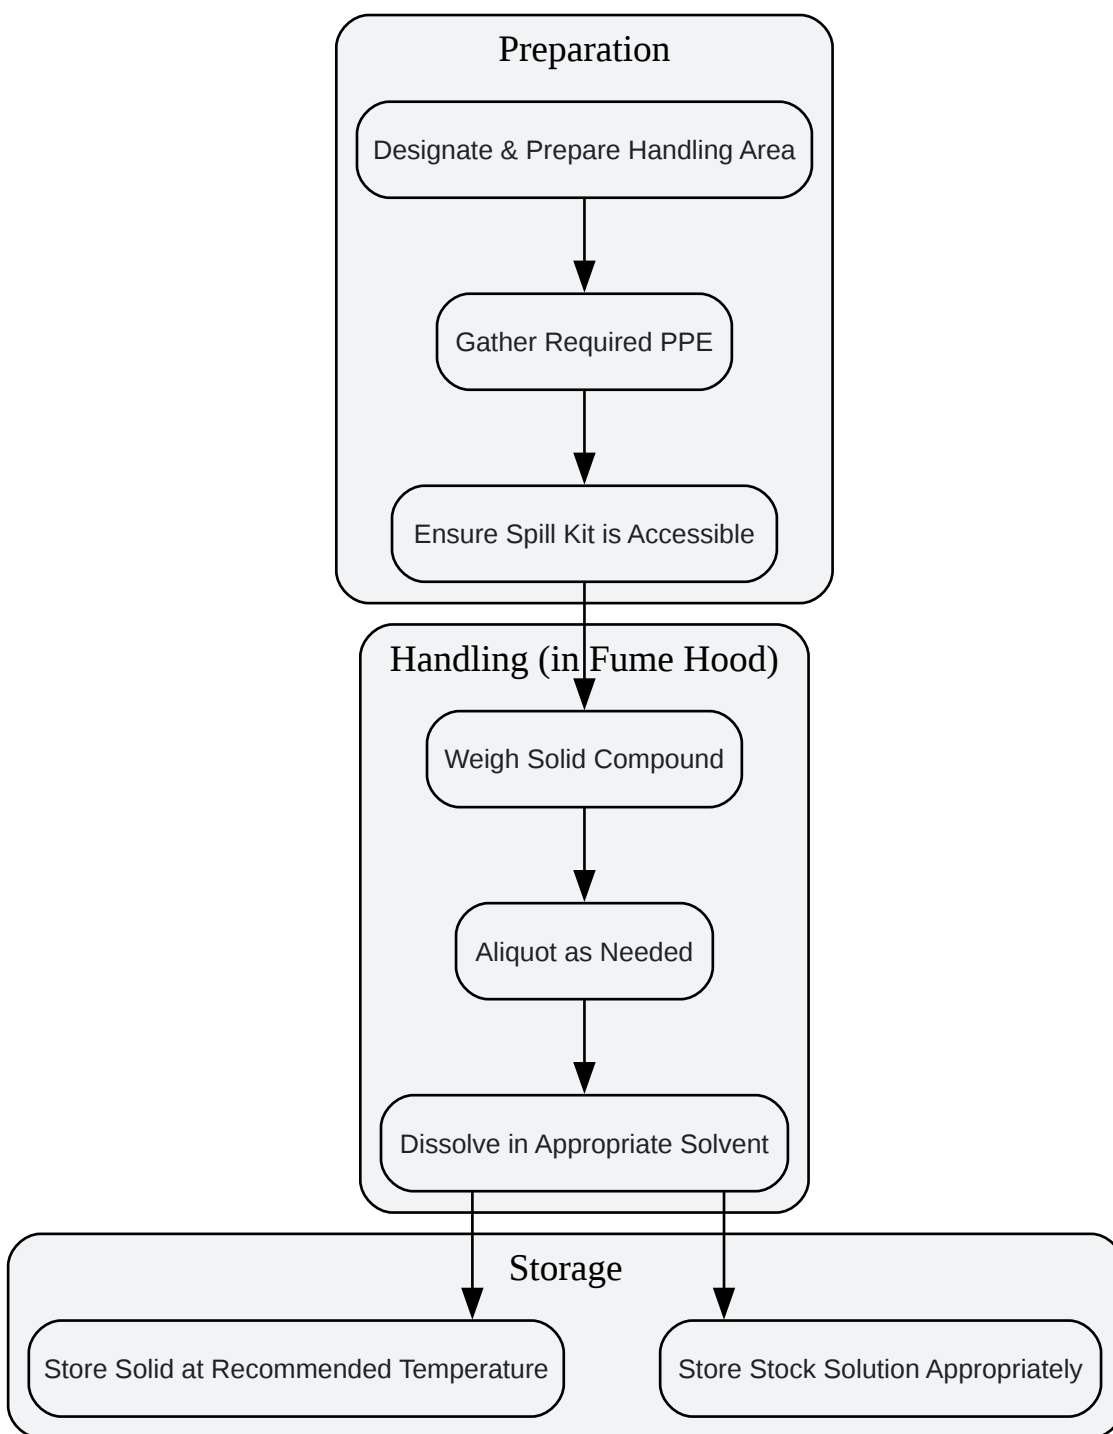 Preparation
Designate & Prepare Handling Area
Gather Required PPE
Ensure Spill Kit is Accessible
Handling (in Fume Hood)
Weigh Solid Compound
Aliquot as Needed
Dissolve in Appropriate Solvent
Storage
Store Solid at Recommended Temperature
Store Stock Solution Appropriately